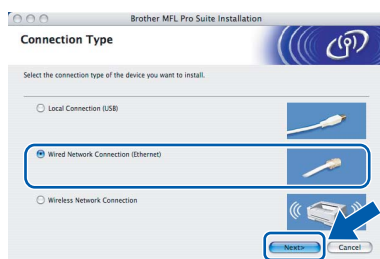 Brother MFL Pro Suite Installation
Connection Type
Select the connection type of the device you want to install.
Local Connection (USB)
Wired Network Connection (Ethernet)
Wireless Network Connection
Next>
Cancel